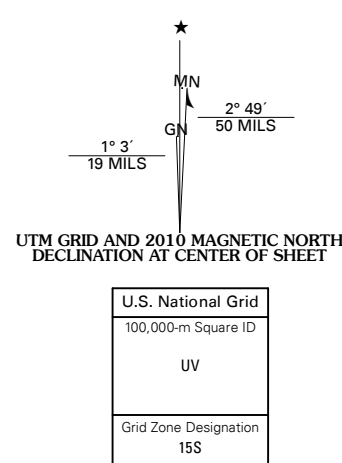 MN
GN
2° 49´
50 MILS
1° 3´
19 MILS
UTM GRID AND 2010 MAGNETIC NORTH
DECLINATION AT CENTER OF SHEET
U.S. National Grid
100,000-m Square ID
UV
Grid Zone Designation
15S